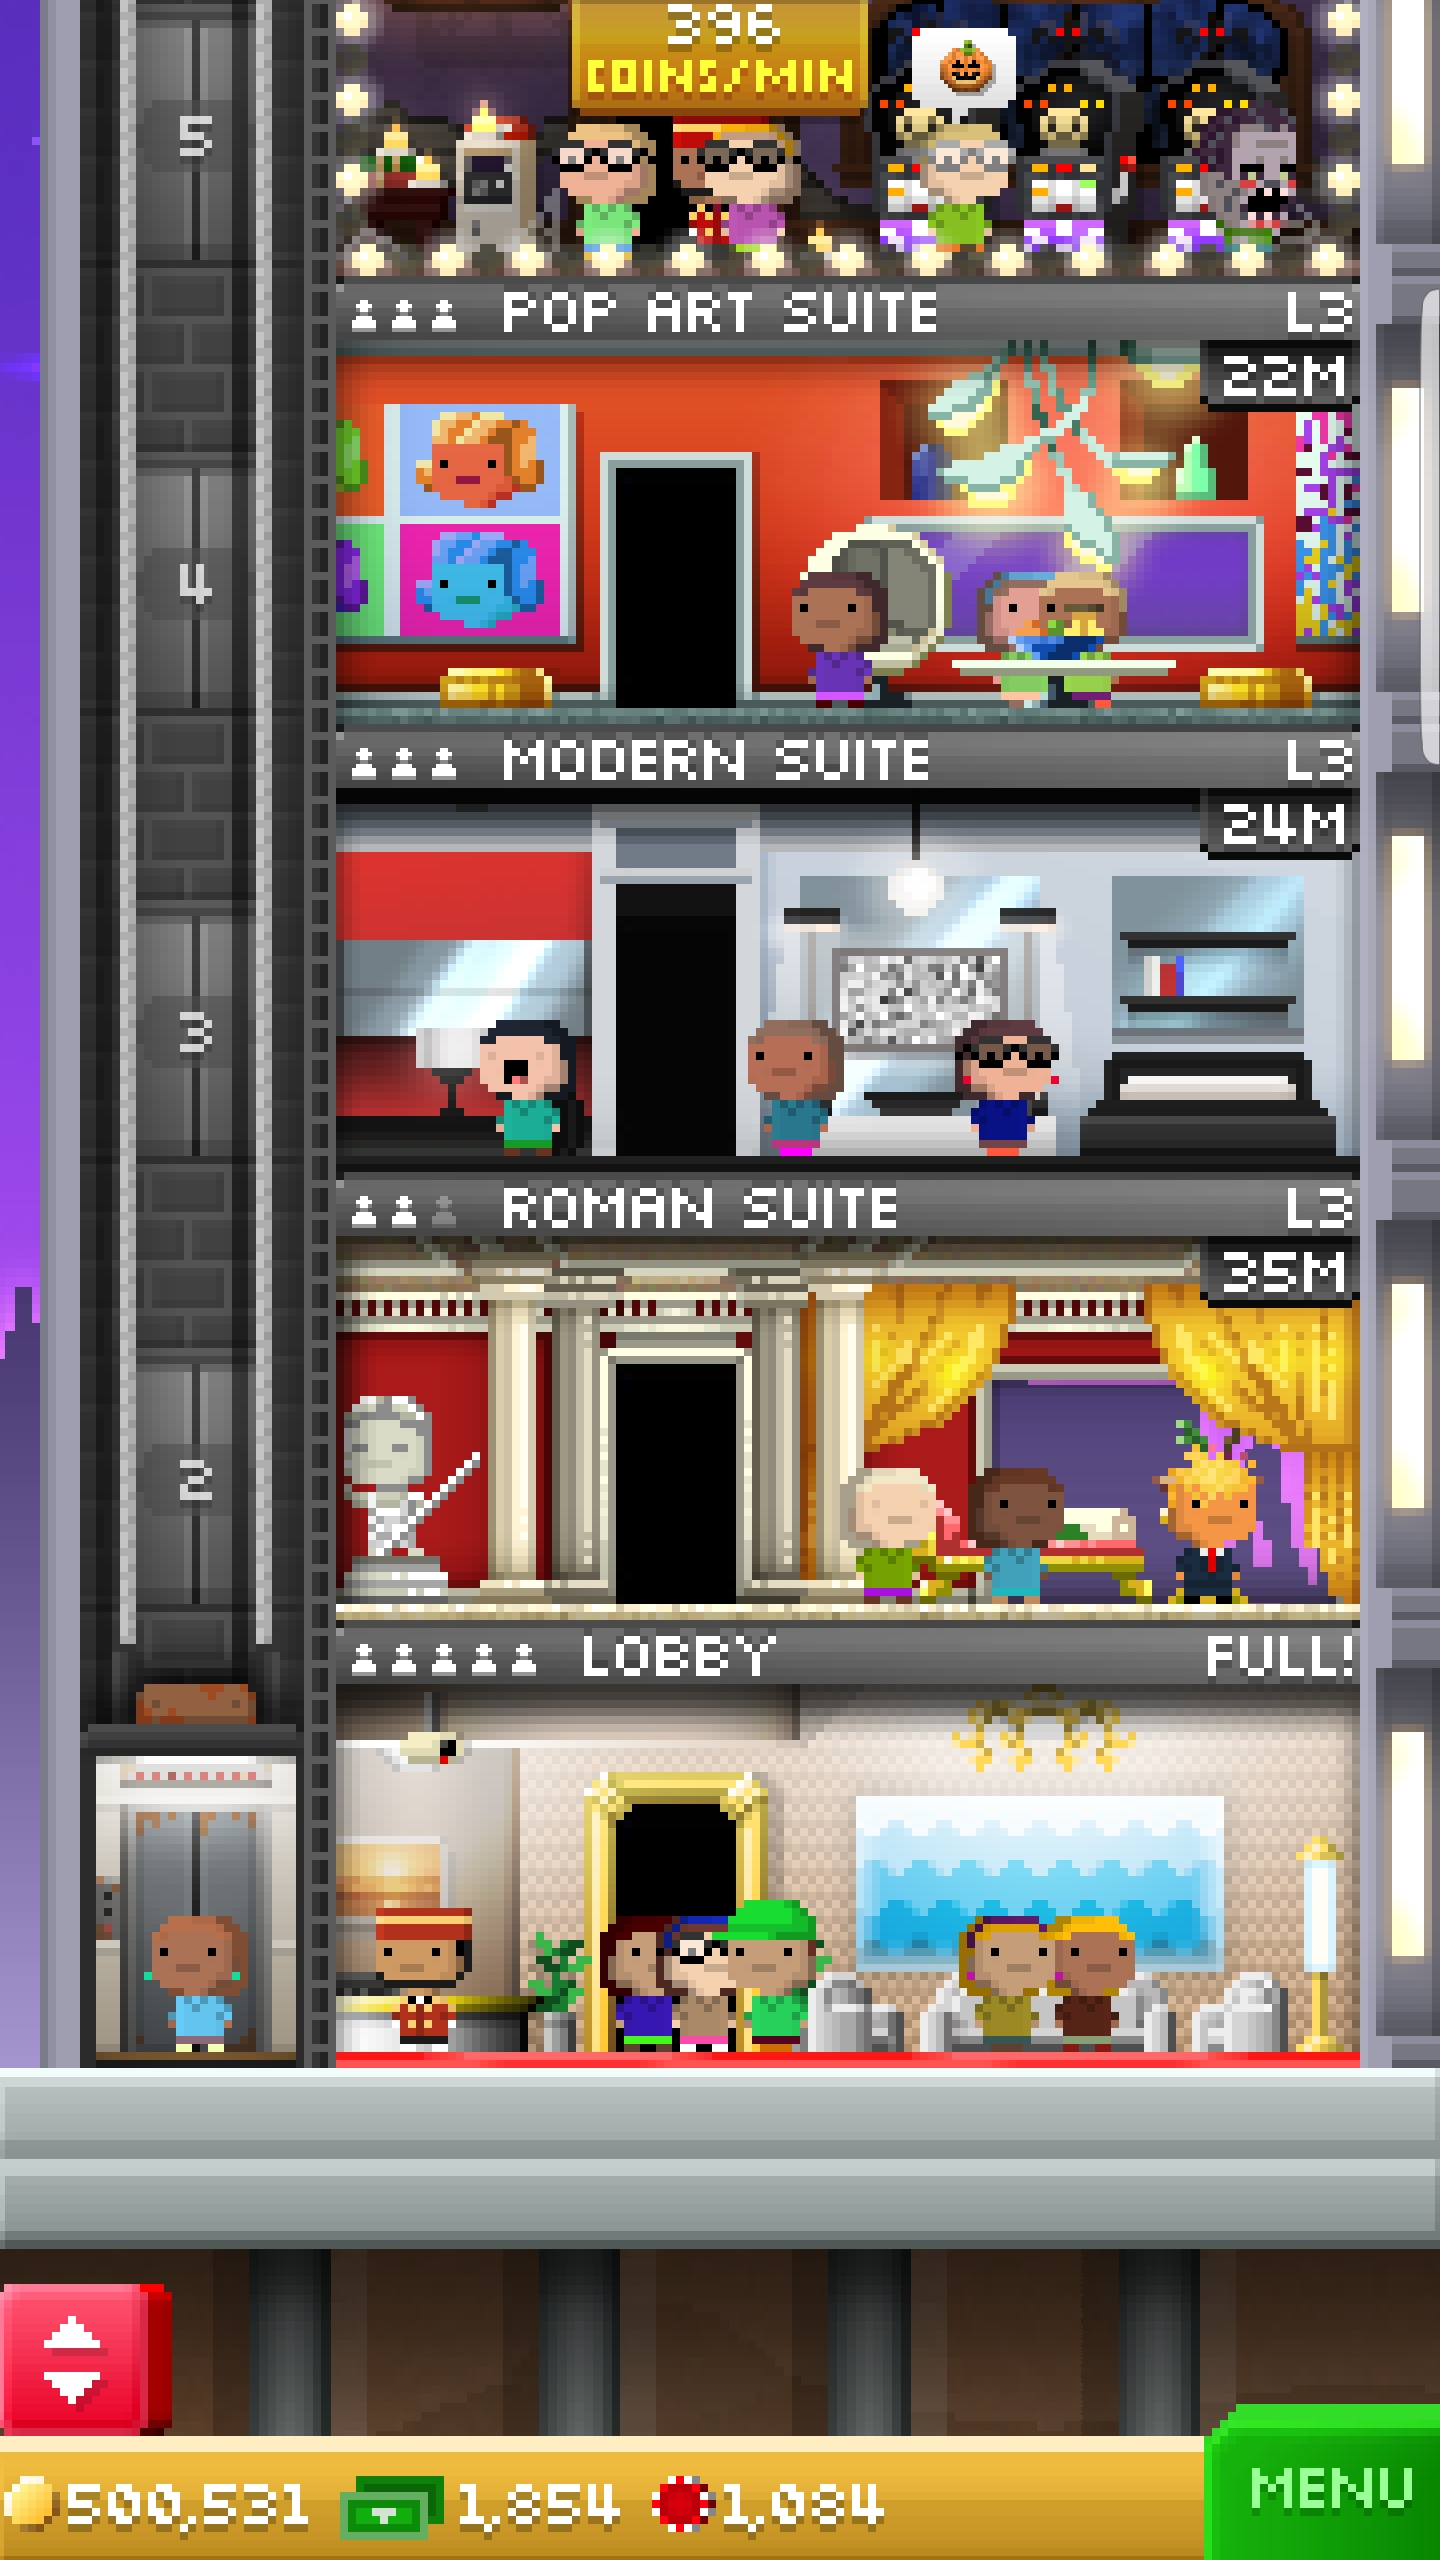 396
COINS/MIN
5
POP ART SUITE L3
22M
4
MODERN SUITE L3
24M
3
ROMAN SUITE L3
35M
2
LOBBY FULL!
MENU
500,531 1,854 1,084